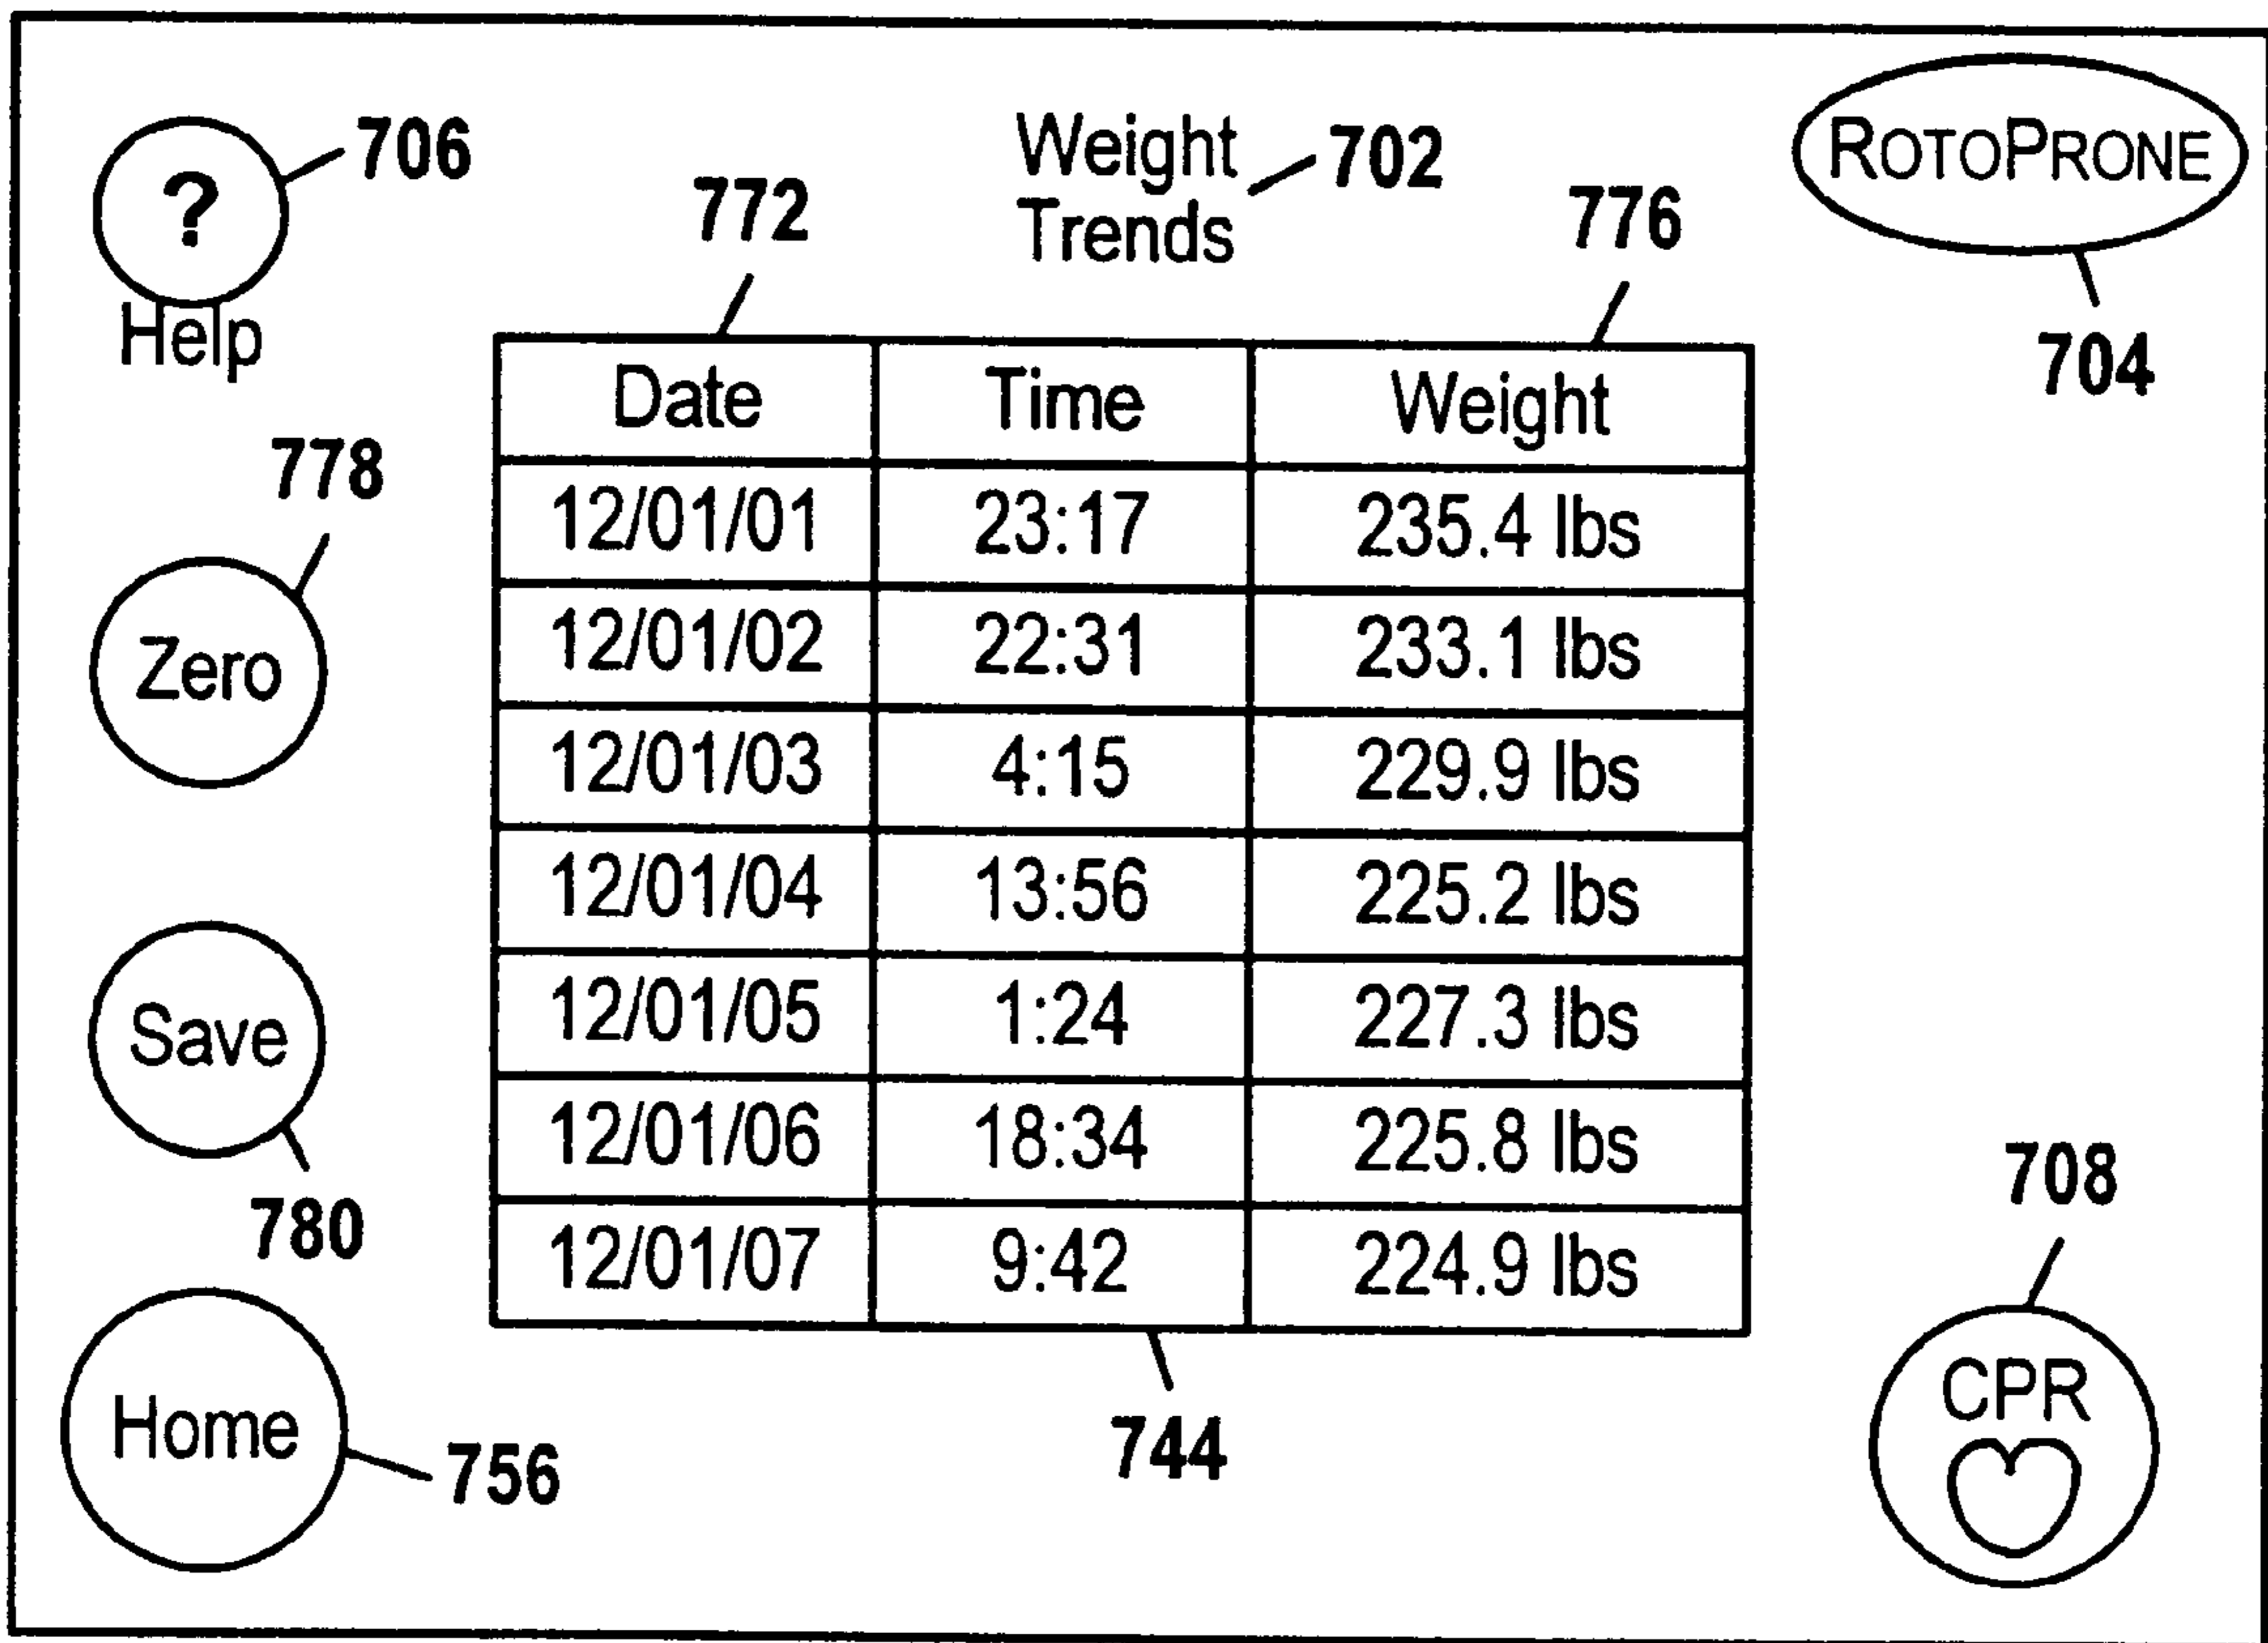 706
Weight
Trends
702
ROTOPRONE
?
Help
772
776
704
Date Time Weight
778
12/01/01 23:17 235.4 lbs
Zero
12/01/02 22:31 233.1 lbs
12/01/03 4:15 229.9 lbs
12/01/04 13:56 225.2 lbs
Save
12/01/05 1:24 227.3 lbs
780
12/01/06 18:34 225.8 lbs
12/01/07 9:42 224.9 lbs
708
Home
756
744
CPR